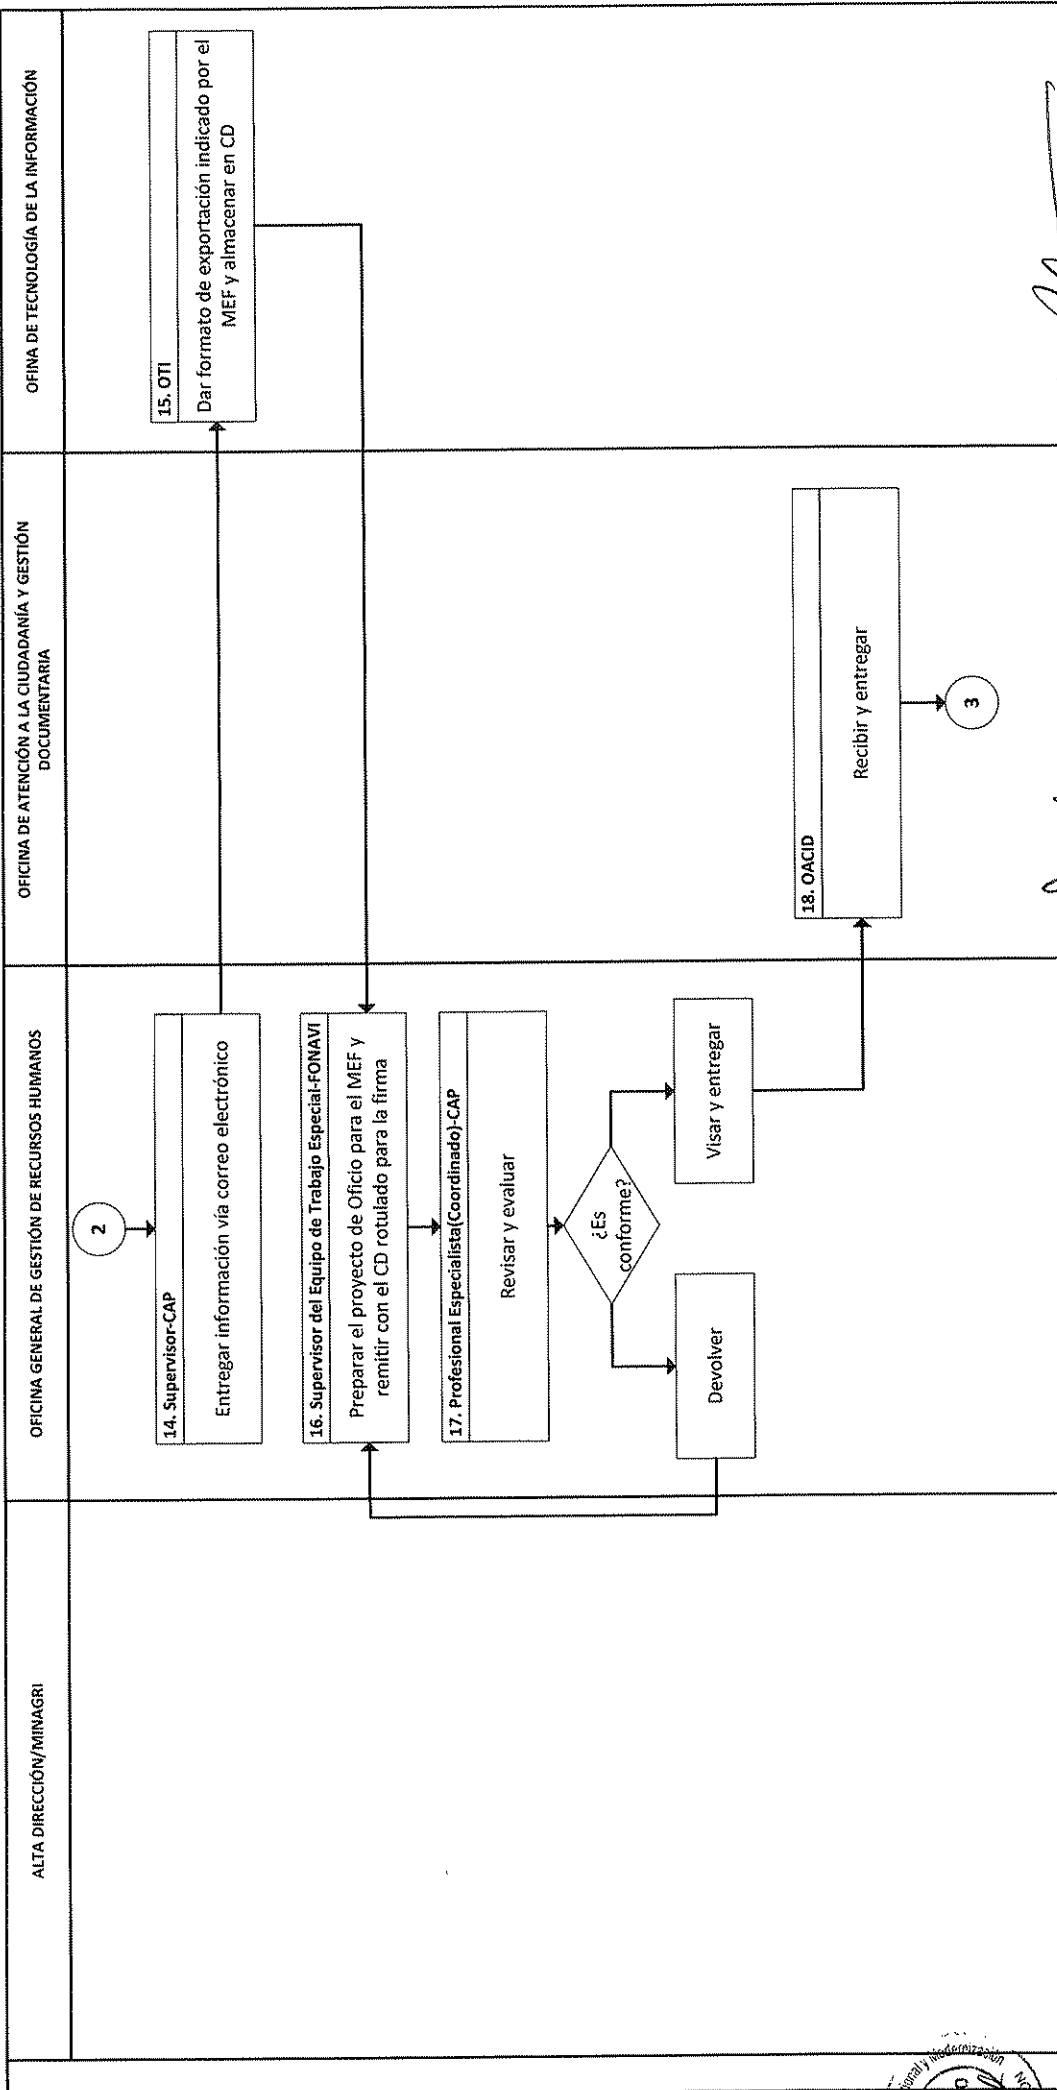 ALTA DIRECCIÓN/MINAGRI
OFICINA GENERAL DE GESTIÓN DE RECURSOS HUMANOS
OFICINA DE ATENCIÓN A LA CIUDADANÍA Y GESTIÓN
DOCUMENTARIA
OFINA DE TECNOLOGÍA DE LA INFORMACIÓN
2
14. Supervisor-CAP
Entregar información vía correo electrónico
15. OTI
Dar formato de exportación indicado por el
MEF y almacenar en CD
16. Supervisor del Equipo de Trabajo Especial-FONAVI
Preparar el proyecto de Oficio para el MEF y
remitir con el CD rotulado para la firma
17. Profesional Especialista(Coordinado)-CAP
Revisar y evaluar
¿Es
conforme?
Devolver
Visar y entregar
18. OACID
Recibir y entregar
3
Modernización